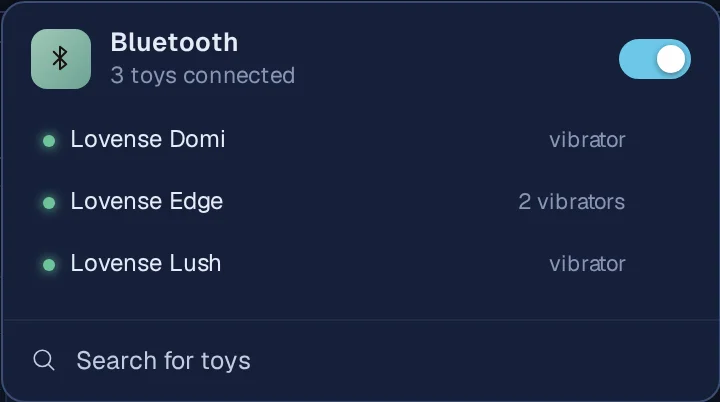 Bluetooth
3 toys connected
Lovense Domi vibrator
Lovense Edge 2 vibrators
Lovense Lush vibrator
Search for toys